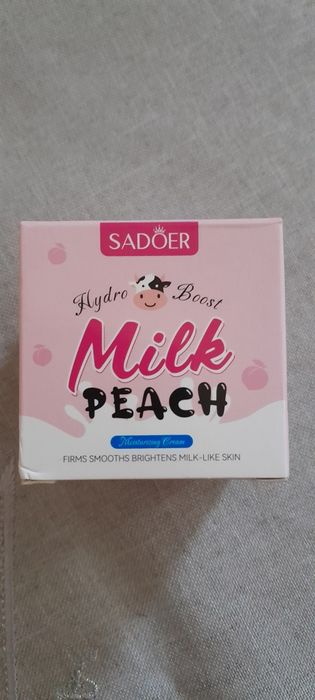 SADOER
Hydro Boost
Milk
PEACH
Moisturizing Cream
FIRMS SMOOTHS BRIGHTENS MILK-LIKE SKIN